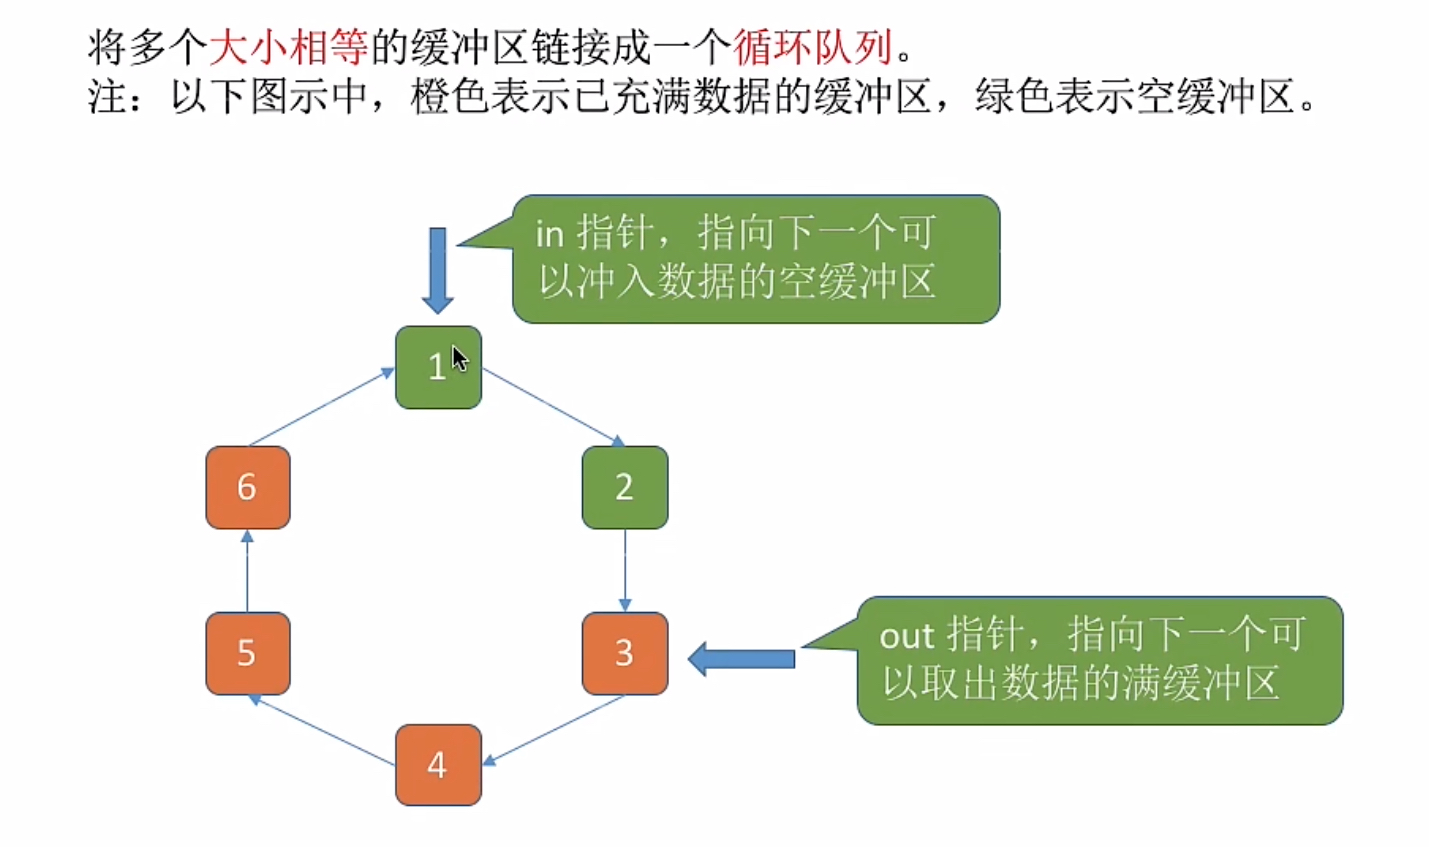 将多个大小相等的缓冲区链接成一个循环队列。
注：以下图示中，橙色表示已充满数据的缓冲区，绿色表示空缓冲区。
in 指针，指向下一个可
以冲入数据的空缓冲区
1
6
2
5
3
out 指针，指向下一个可
以取出数据的满缓冲区
4